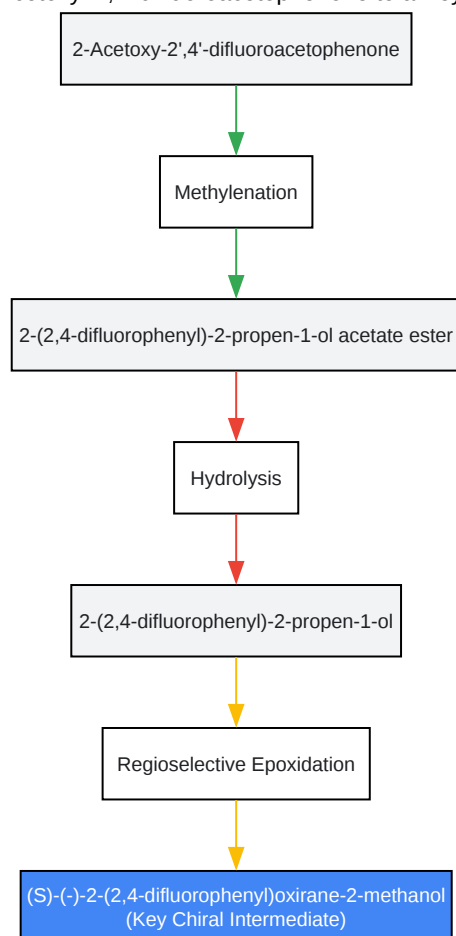 2-Acetoxy-2',4'-difluoroacetophenone
Methylenation
2-(2,4-difluorophenyl)-2-propen-1-ol acetate ester
Hydrolysis
2-(2,4-difluorophenyl)-2-propen-1-ol
Regioselective Epoxidation
(S)-(-)-2-(2,4-difluorophenyl)oxirane-2-methanol
(Key Chiral Intermediate)